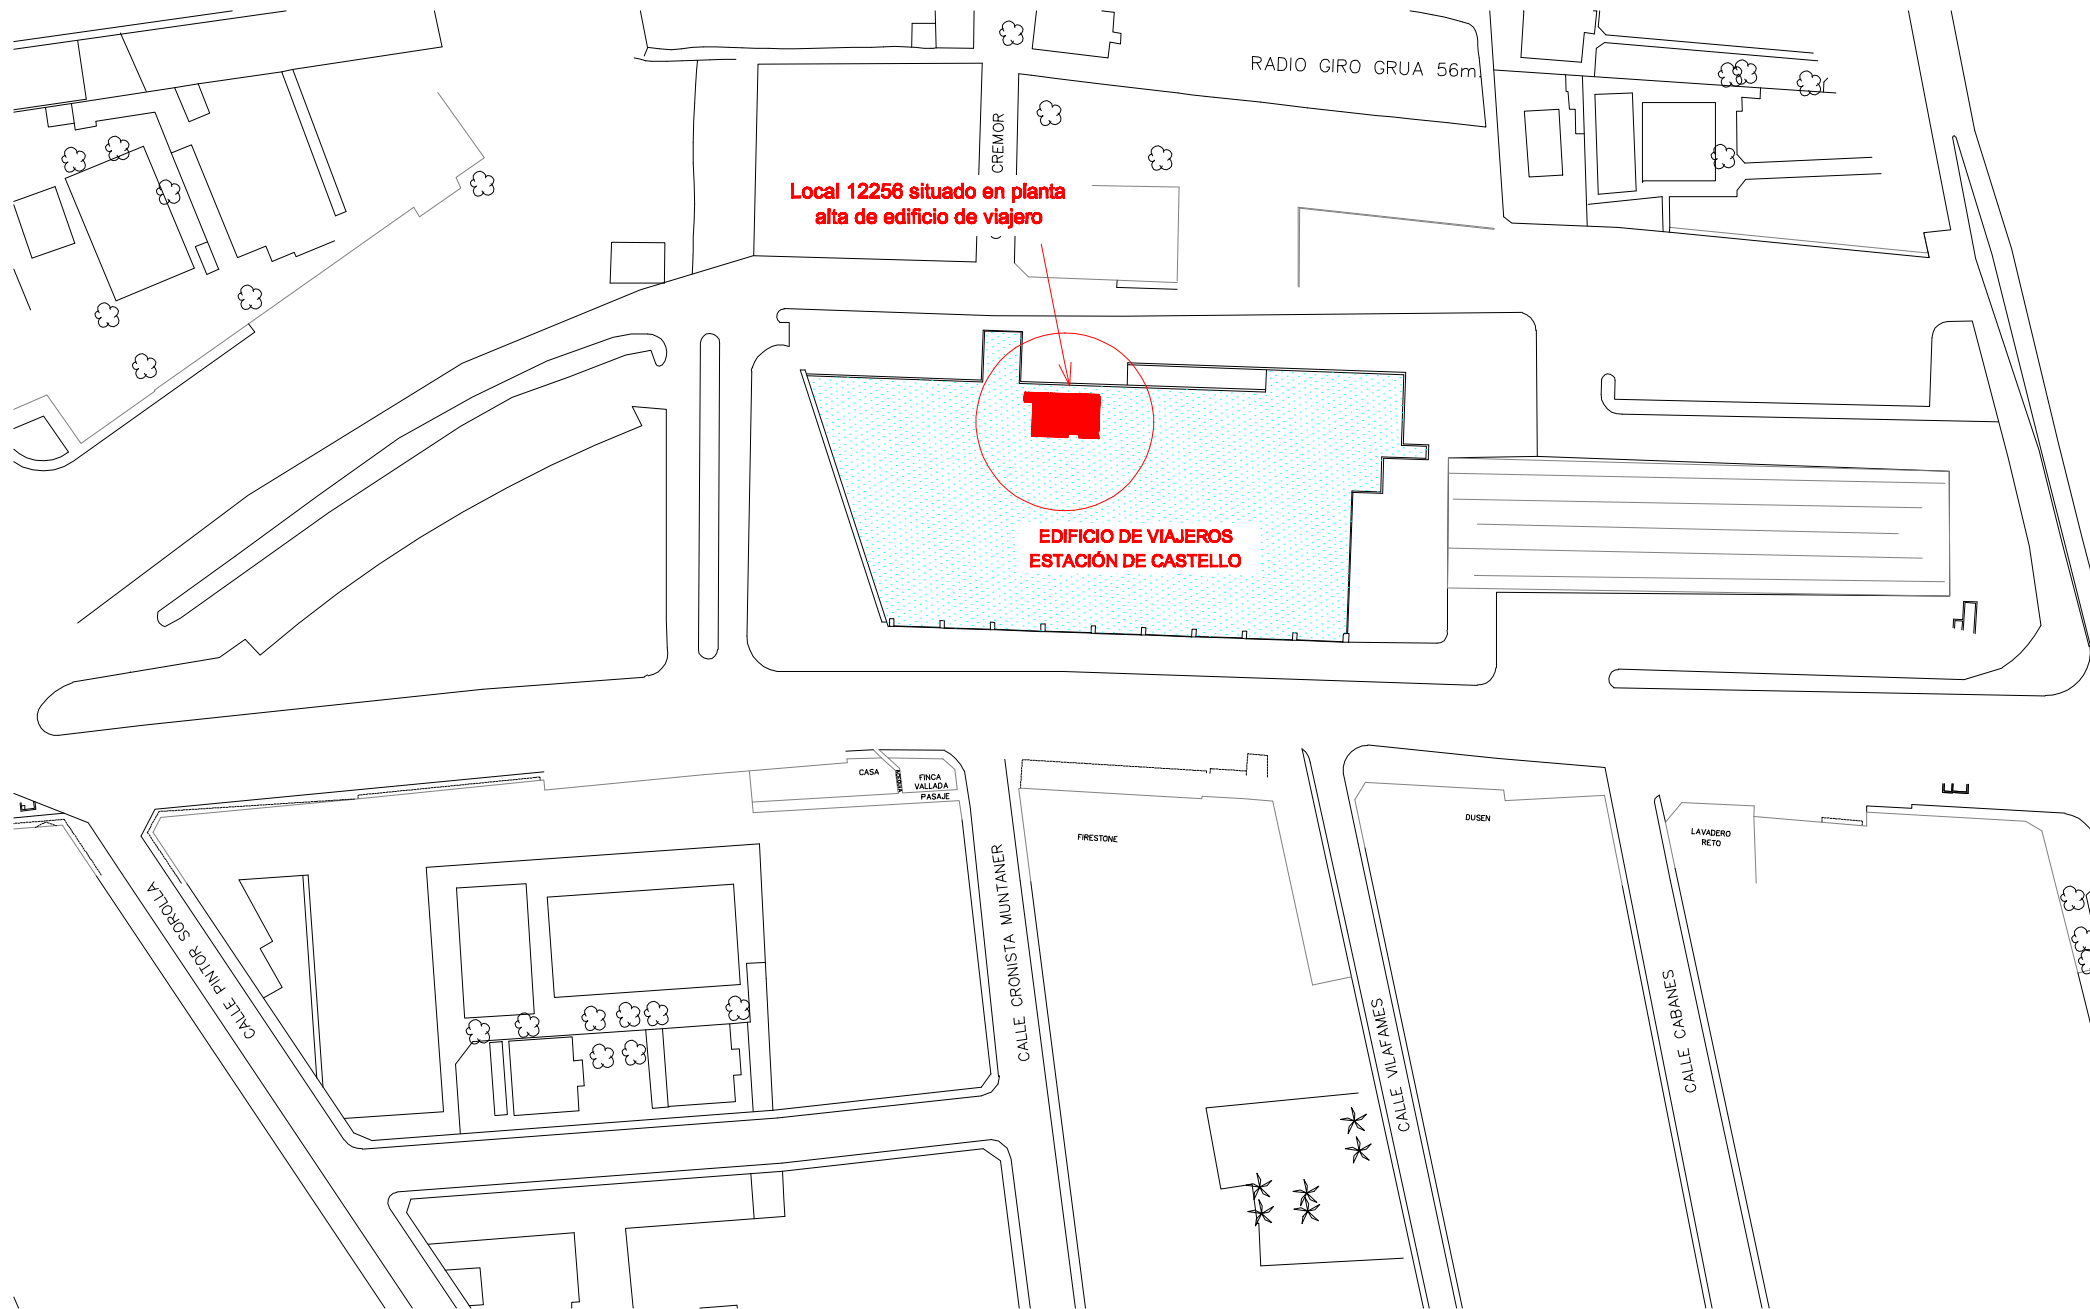 RADIO GIRO GRUA 56m.
CREMOR
Local 12256 situado en planta
alta de edificio de viajero
EDIFICIO DE VIAJEROS
ESTACIÓN DE CASTELLO
CASA
FINCA
VALLADA
PASAJE
FIRESTONE
DUSEN
LAVADERO
RETO
CALLE PINTOR SOROLLA
CALLE CRONISTA MUNTANER
CALLE VILAFAMES
CALLE CABANES